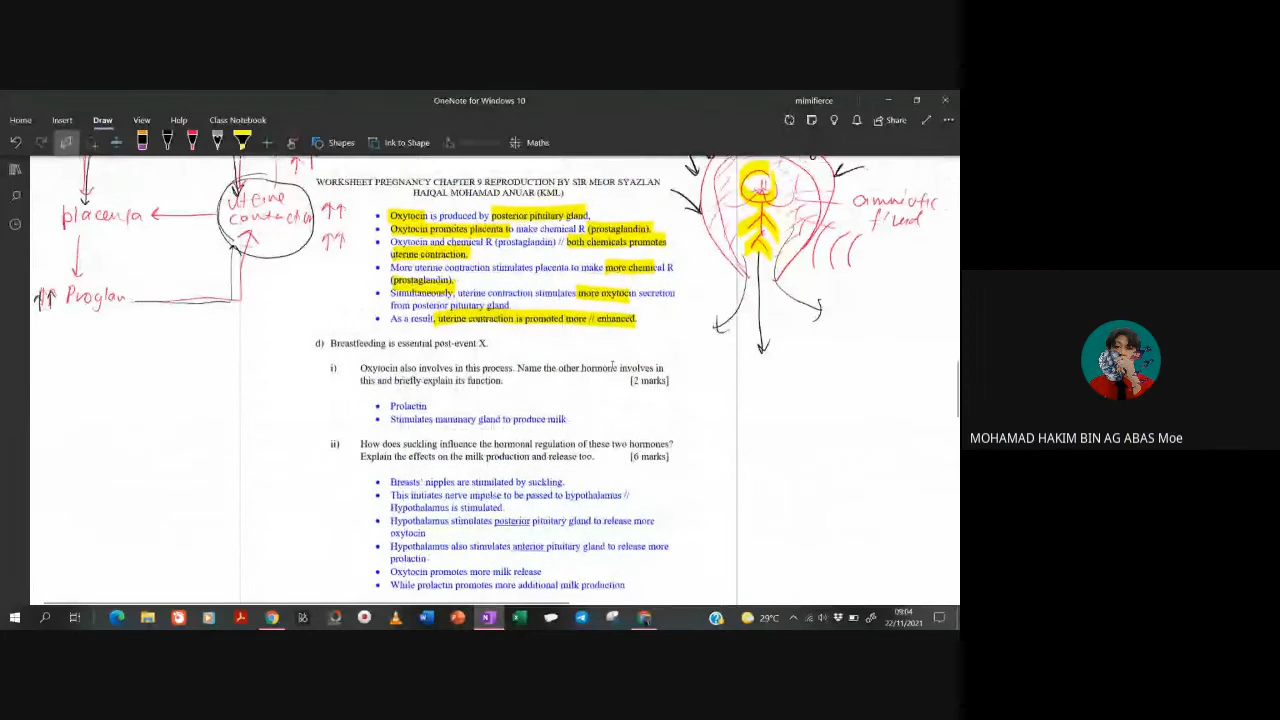 OneNote for Windows 10
mimifierce
Home Insert Draw View Help Class Notebook
Share
Shapes Ink to Shape Maths
WORKSHEET PREGNANCY CHAPTER 9 REPRODUCTION BY SIR MEOR SYAZLAN
HAIQAL MOHAMAD ANUAR (KML)
• Oxytocin is produced by posterior pituitary gland,
• Oxytocin promotes placenta to make chemical R (prostaglandin).
• Oxytocin and chemical R (prostaglandin) // both chemicals promotes
uterine contraction.
• More uterine contraction stimulates placenta to make more chemical R
(prostaglandin).
• Simultaneously, uterine contraction stimulates more oxytocin secretion
from posterior pituitary gland
• As a result, uterine contraction is promoted more // enhanced.
uterine
contraction
placenta
Proglan
amniotic
d) Breastfeeding is essential post-event X.
i) Oxytocin also involves in this process. Name the other hormone involves in
this and briefly explain its function. [2 marks]
• Prolactin
• Stimulates mammary gland to produce milk
ii) How does suckling influence the hormonal regulation of these two hormones?
Explain the effects on the milk production and release too. [6 marks]
• Breasts' nipples are stimulated by suckling.
• This initiates nerve impulse to be passed to hypothalamus //
Hypothalamus is stimulated.
• Hypothalamus stimulates posterior pituitary gland to release more
oxytocin
• Hypothalamus also stimulates anterior pituitary gland to release more
prolactin
• Oxytocin promotes more milk release
• While prolactin promotes more additional milk production
29°C
09:04
22/11/2021
MOHAMAD HAKIM BIN AG ABAS Moe